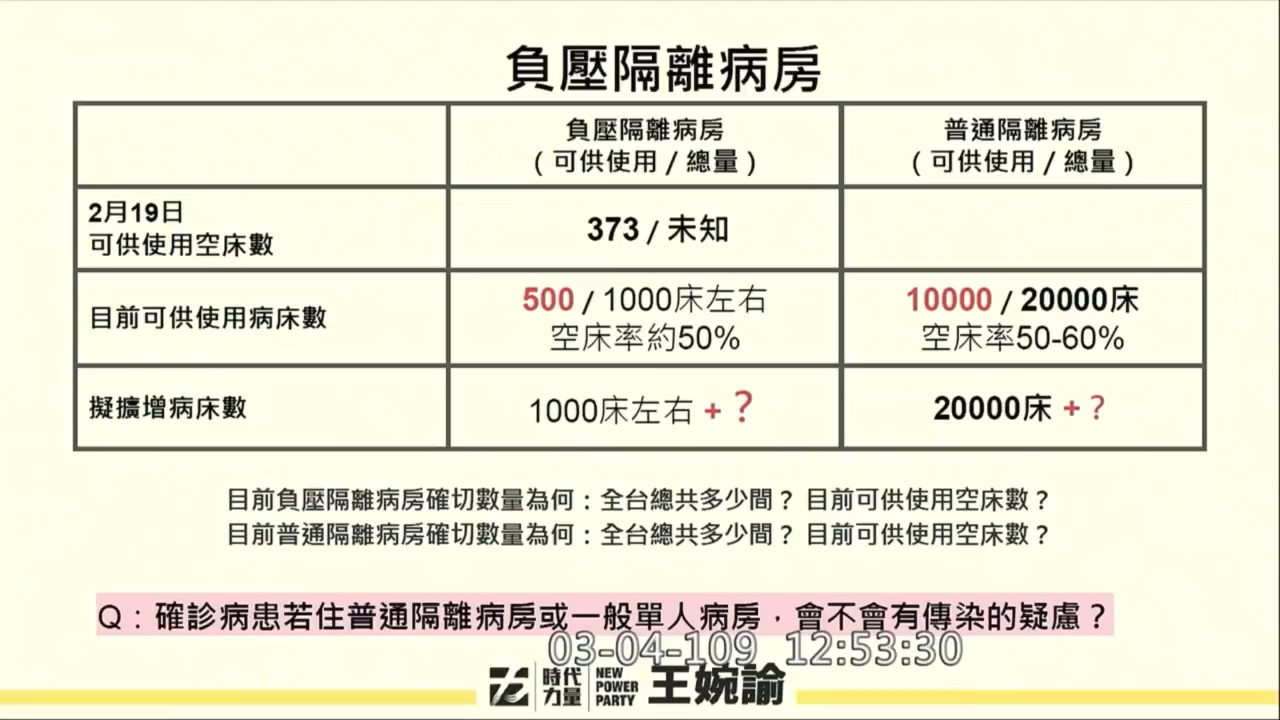 負壓隔離病房
負壓隔離病房
(可供使用/總量)
普通隔離病房
(可供使用/總量)
2月19日
可供使用空床數
373 / 未知
目前可供使用病床數
500 / 1000床左右
空床率約50%
10000 / 20000床
空床率50-60%
擬擴增病床數
1000床左右 + ?
20000床 + ?
目前負壓隔離病房確切數量為何：全台總共多少間？目前可供使用空床數？
目前普通隔離病房確切數量為何：全台總共多少間？目前可供使用空床數？
Q：確診病患若住普通隔離病房或一般單人病房，會不會有傳染的疑慮？
03-04-109 12:53:30
時代
力量
NEW
POWER
PARTY
王婉諭